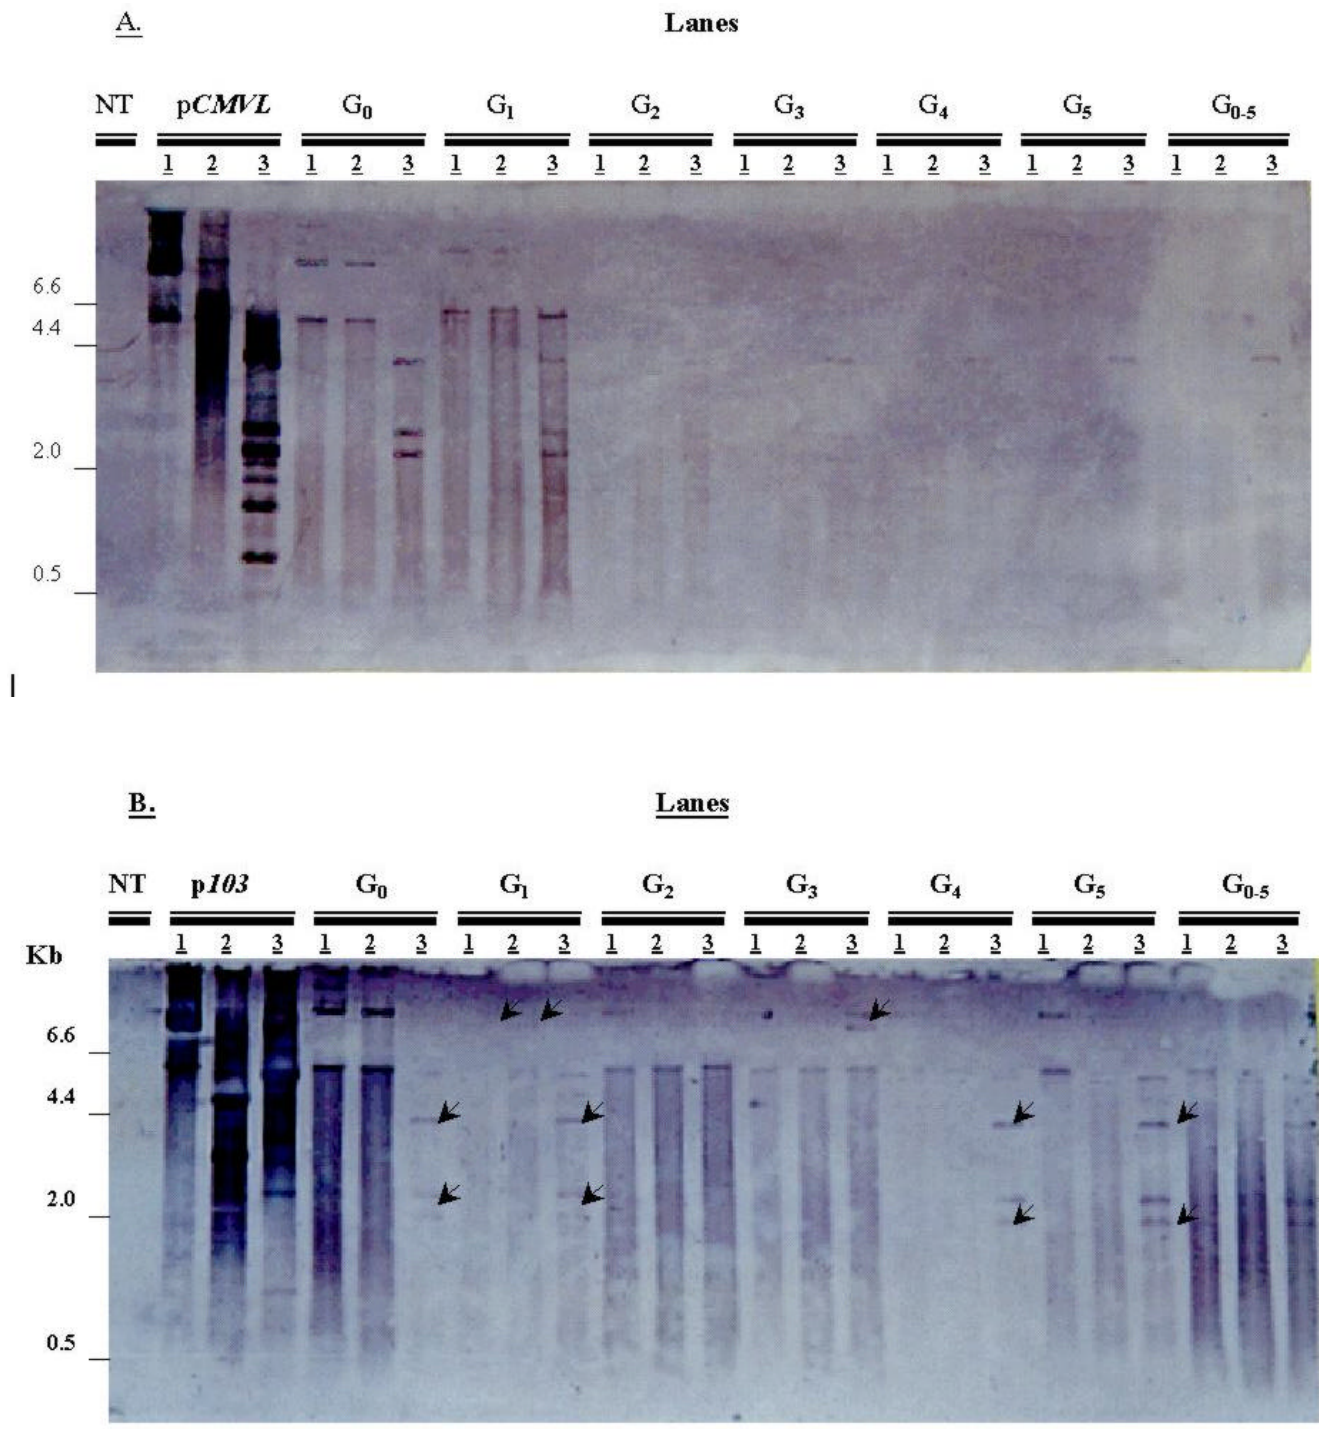 A. Lanes
NT pCMVL G0 G1 G2 G3 G4 G5 G0-5
1 2 3 1 2 3 1 2 3 1 2 3 1 2 3 1 2 3 1 2 3 1 2 3
6.6
4.4
2.0
0.5
I
B. Lanes
NT p103 G0 G1 G2 G3 G4 G5 G0-5
Kb 1 2 3 1 2 3 1 2 3 1 2 3 1 2 3 1 2 3 1 2 3 1 2 3
6.6
4.4
2.0
0.5